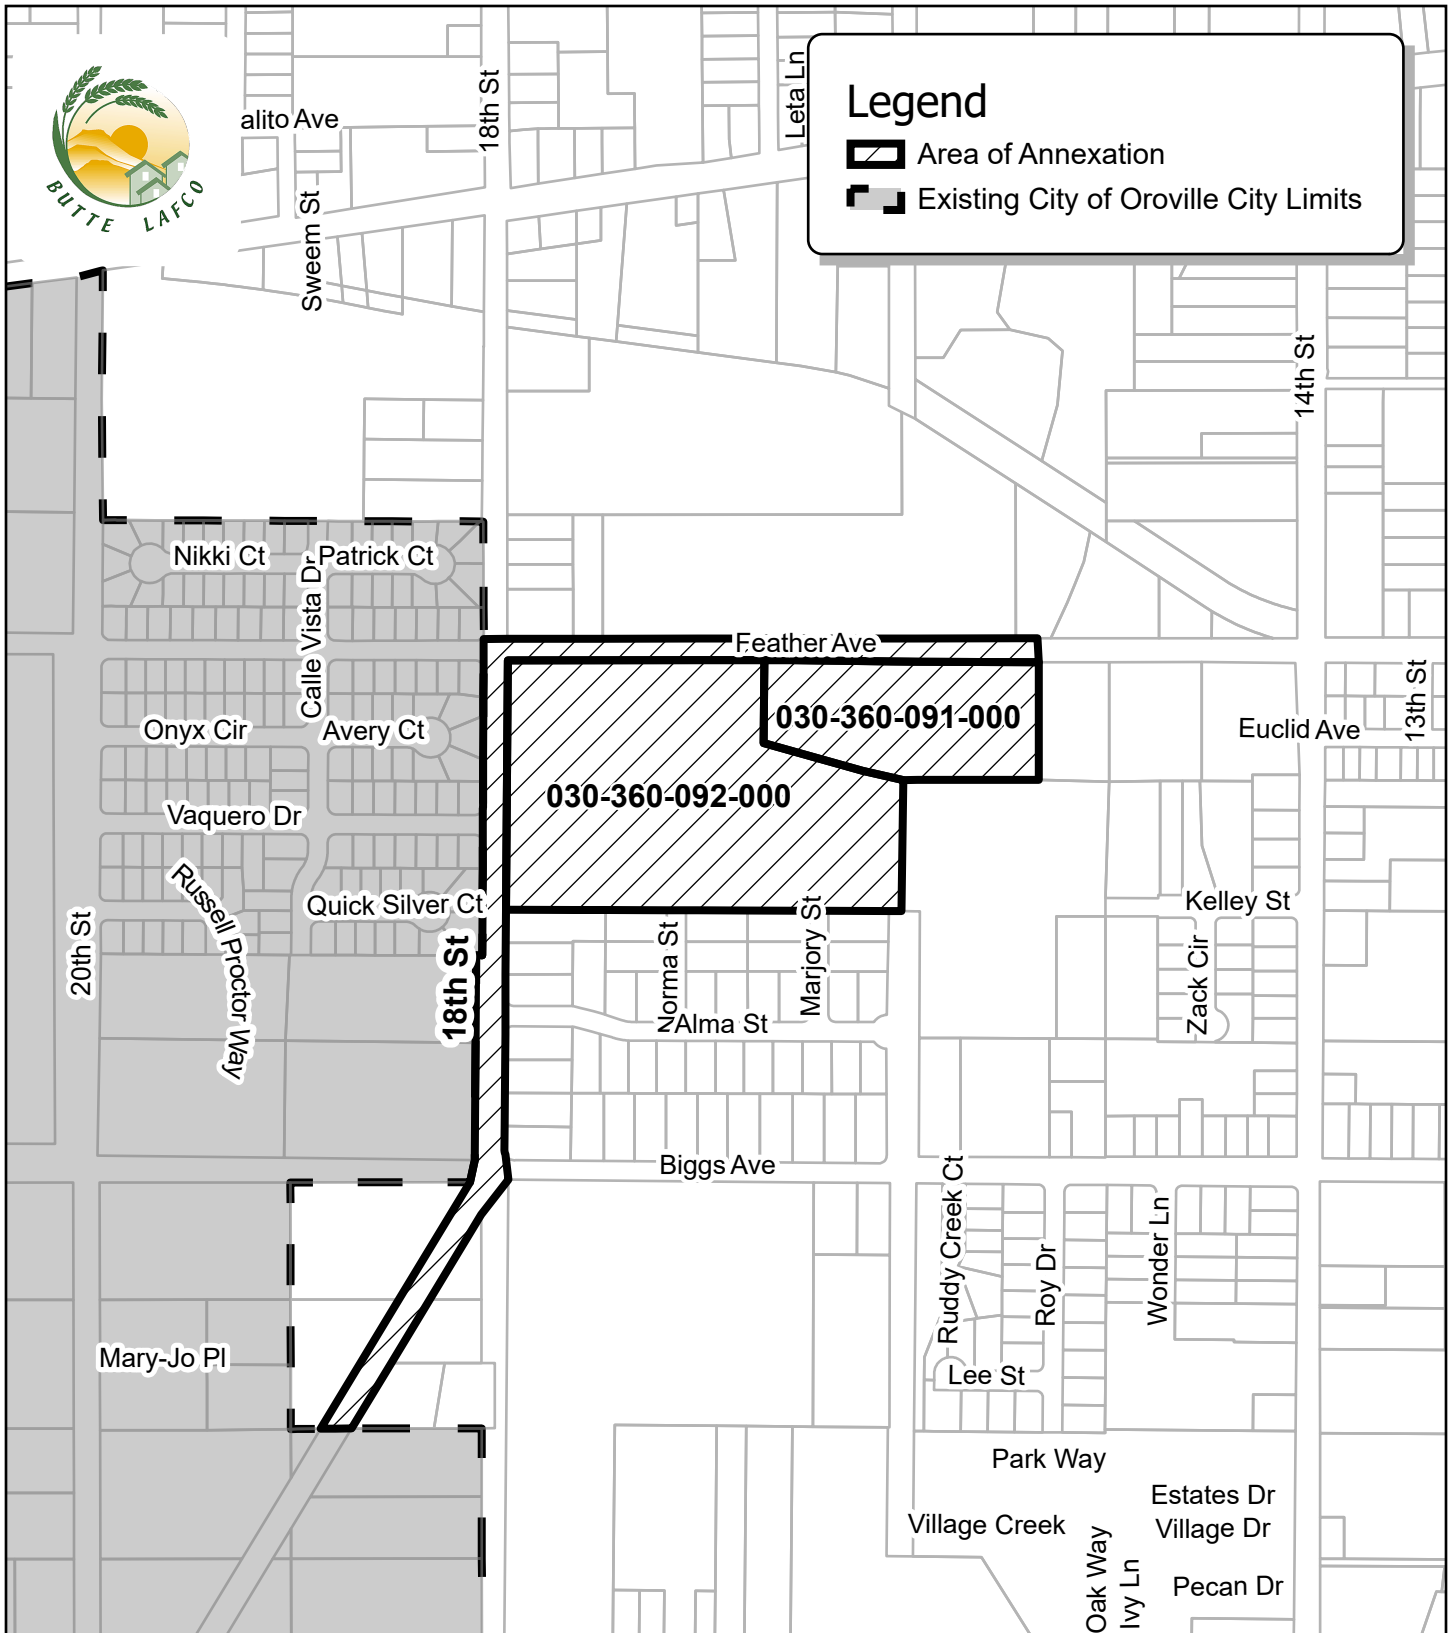 BUTTE LAFCO
alito Ave
Sweem St
18th St
Leta Ln
Legend
Area of Annexation
Existing City of Oroville City Limits
14th St
Nikki Ct
Patrick Ct
Calle Vista Dr
Feather Ave
030-360-091-000
13th St
Onyx Cir
Avery Ct
Euclid Ave
030-360-092-000
Vaquero Dr
Russell Proctor Way
Quick Silver Ct
Kelley St
20th St
18th St
Norma St
Marjory St
Zack Cir
Alma St
Biggs Ave
Ruddy Creek Ct
Roy Dr
Wonder Ln
Mary-Jo Pl
Lee St
Park Way
Estates Dr
Village Creek
Village Dr
Oak Way
Ivy Ln
Pecan Dr